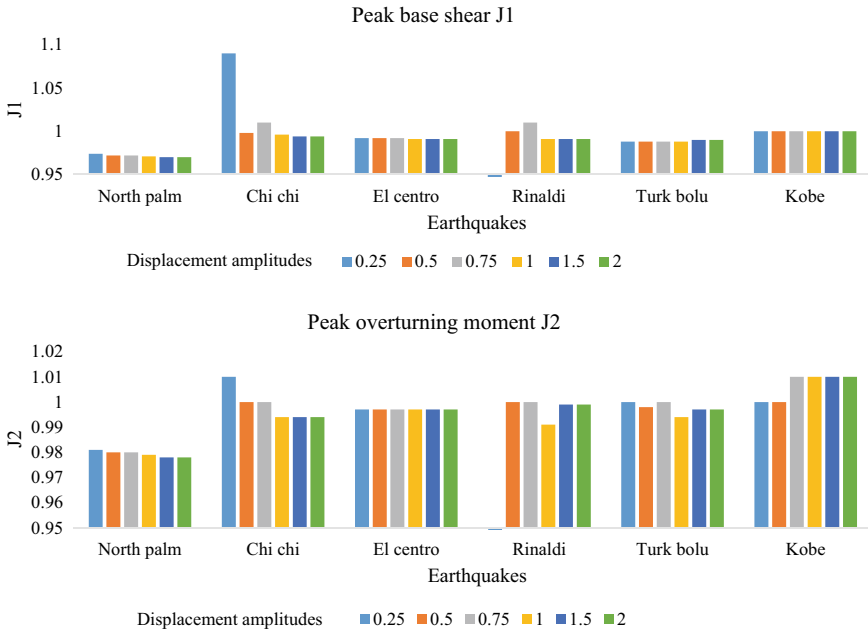 Peak base shear J1
1.1
1.05
1
0.95
J1
North palm Chi chi El centro Rinaldi Turk bolu Kobe
Earthquakes
Displacement amplitudes 0.25 0.5 0.75 1 1.5 2
Peak overturning moment J2
1.02
1.01
1
0.99
0.98
0.97
0.96
0.95
J2
North palm Chi chi El centro Rinaldi Turk bolu Kobe
Earthquakes
Displacement amplitudes 0.25 0.5 0.75 1 1.5 2